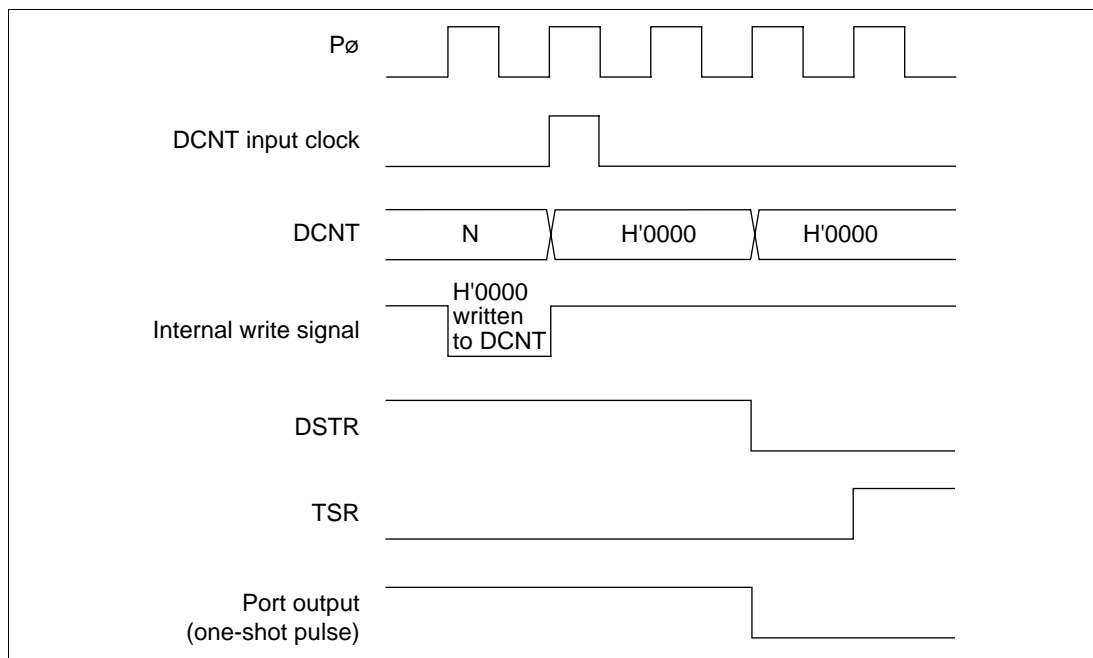 Pø
DCNT input clock
DCNT
N
H'0000
H'0000
Internal write signal
H'0000
written
to DCNT
DSTR
TSR
Port output
(one-shot pulse)